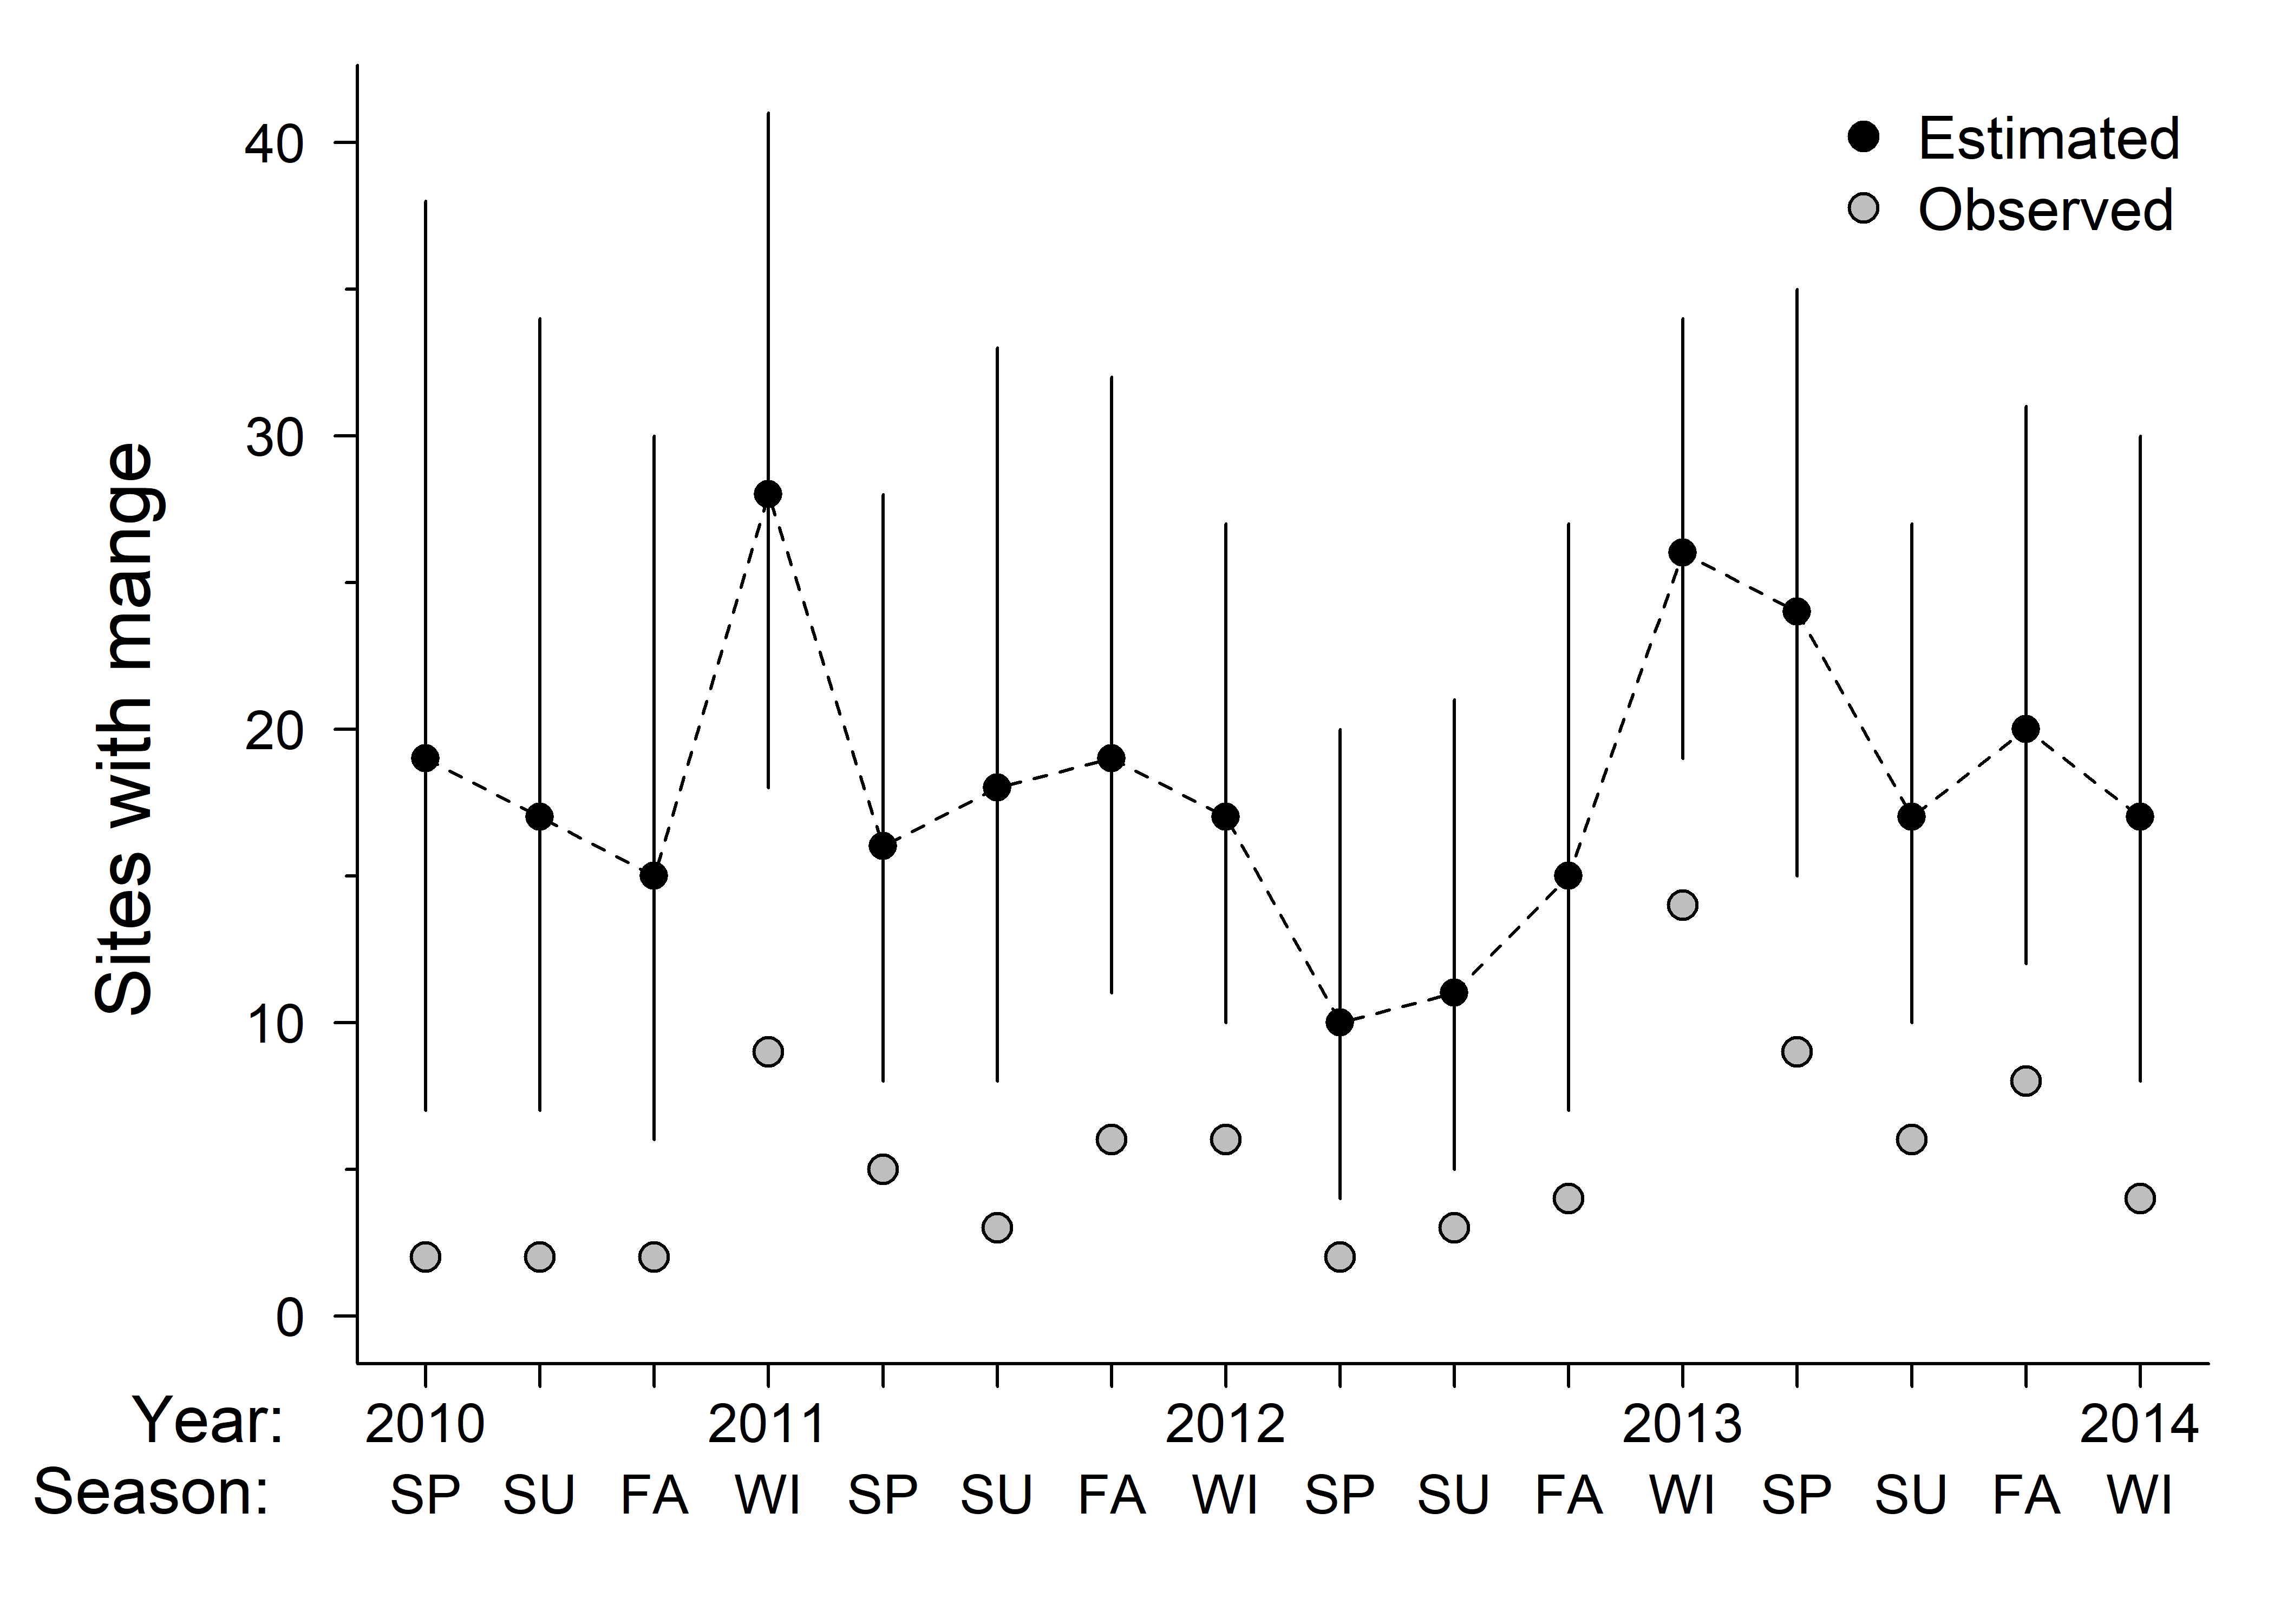 Estimated
Observed
Sites with mange
40
30
20
10
0
Year: 2010 2011 2012 2013 2014
Season: SP SU FA WI SP SU FA WI SP SU FA WI SP SU FA WI